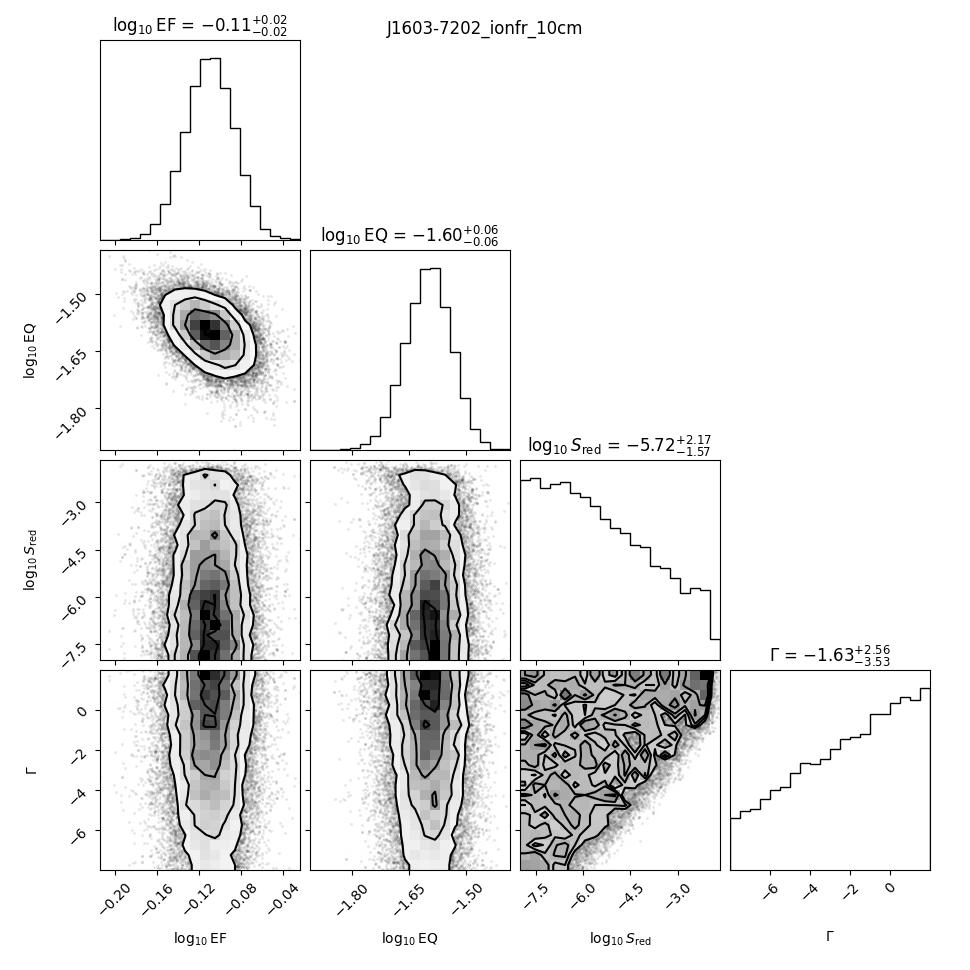 J1603-7202_ionfr_10cm
log₁₀ EF = −0.11 +0.02 −0.02
log₁₀ EQ = −1.60 +0.06 −0.06
−1.50
−1.65
−1.80
log₁₀ EQ
log₁₀ S_red = −5.72 +2.17 −1.57
−3.0
−4.5
−6.0
−7.5
log₁₀ S_red
Γ = −1.63 +2.56 −3.53
0
−2
−4
−6
Γ
−0.20 −0.16 −0.12 −0.08 −0.04
−1.80 −1.65 −1.50
−7.5 −6.0 −4.5 −3.0
−6 −4 −2 0
log₁₀ EF
log₁₀ EQ
log₁₀ S_red
Γ